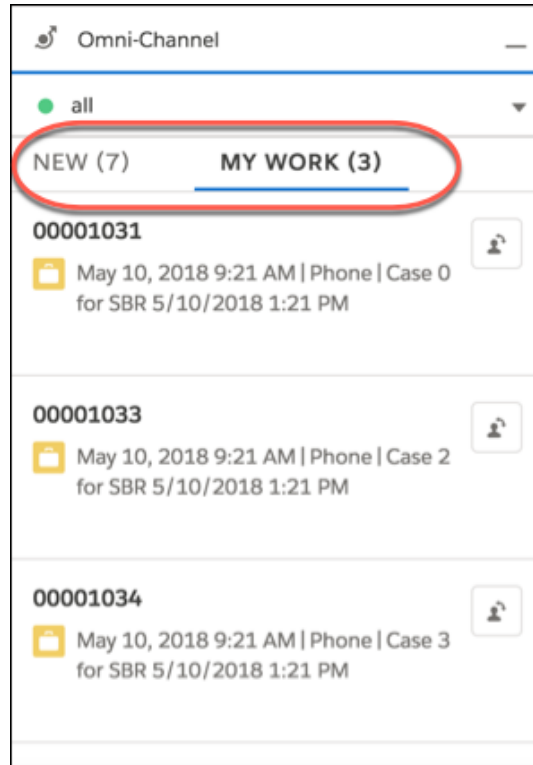 Omni-Channel
all
NEW (7) MY WORK (3)
00001031
May 10, 2018 9:21 AM | Phone | Case 0
for SBR 5/10/2018 1:21 PM
00001033
May 10, 2018 9:21 AM | Phone | Case 2
for SBR 5/10/2018 1:21 PM
00001034
May 10, 2018 9:21 AM | Phone | Case 3
for SBR 5/10/2018 1:21 PM